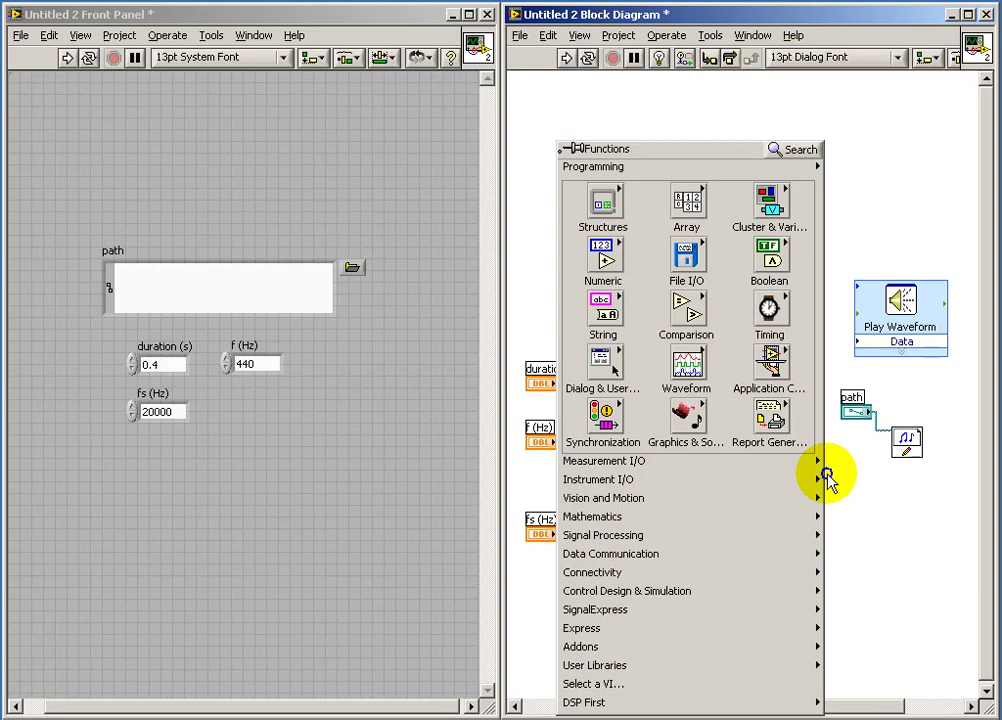 Untitled 2 Front Panel *
File Edit View Project Operate Tools Window Help
13pt System Font
2
path
duration (s)
0.4
f (Hz)
440
fs (Hz)
20000
Untitled 2 Block Diagram *
File Edit View Project Operate Tools Window Help
13pt Dialog Font
2
Functions
Search
Programming
Structures Array Cluster & Vari...
Numeric File I/O Boolean
String Comparison Timing
Dialog & User... Waveform Application C...
Synchronization Graphics & So... Report Gener...
Measurement I/O
Instrument I/O
Vision and Motion
Mathematics
Signal Processing
Data Communication
Connectivity
Control Design & Simulation
SignalExpress
Express
Addons
User Libraries
Select a VI...
DSP First
duratio
DBL
f (Hz)
DBL
fs (Hz)
DBL
Play Waveform
Data
path